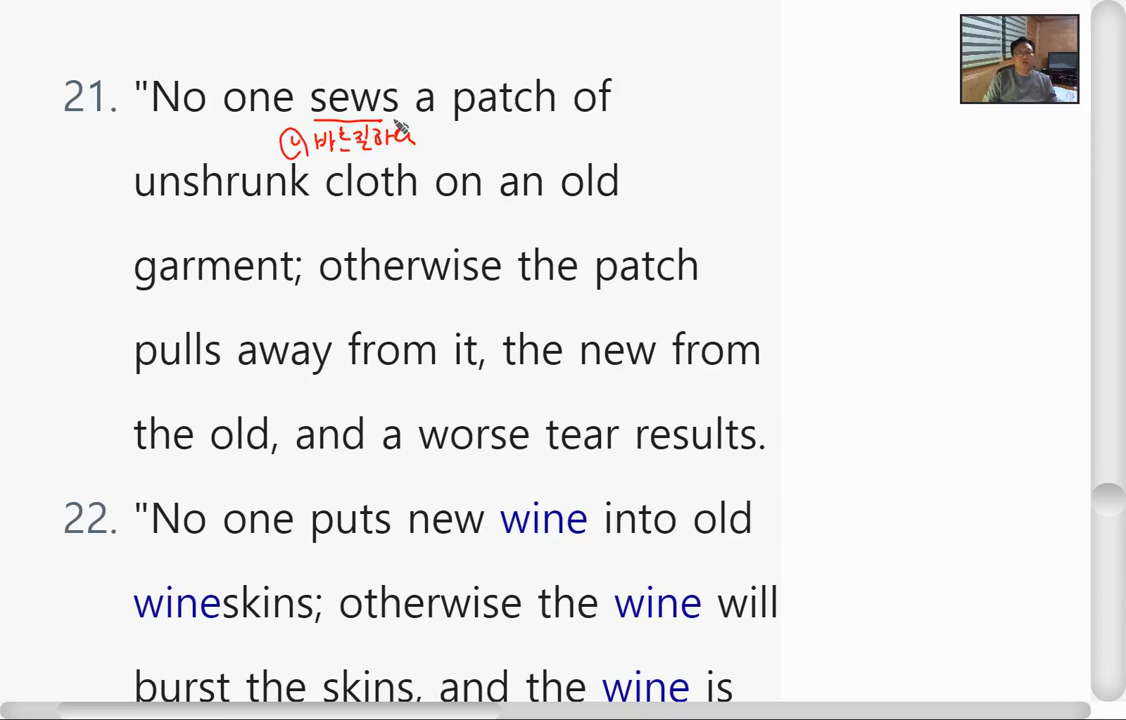 21. "No one sews a patch of
바느질하다
unshrunk cloth on an old
garment; otherwise the patch
pulls away from it, the new from
the old, and a worse tear results.
22. "No one puts new wine into old
wineskins; otherwise the wine will
burst the skins, and the wine is